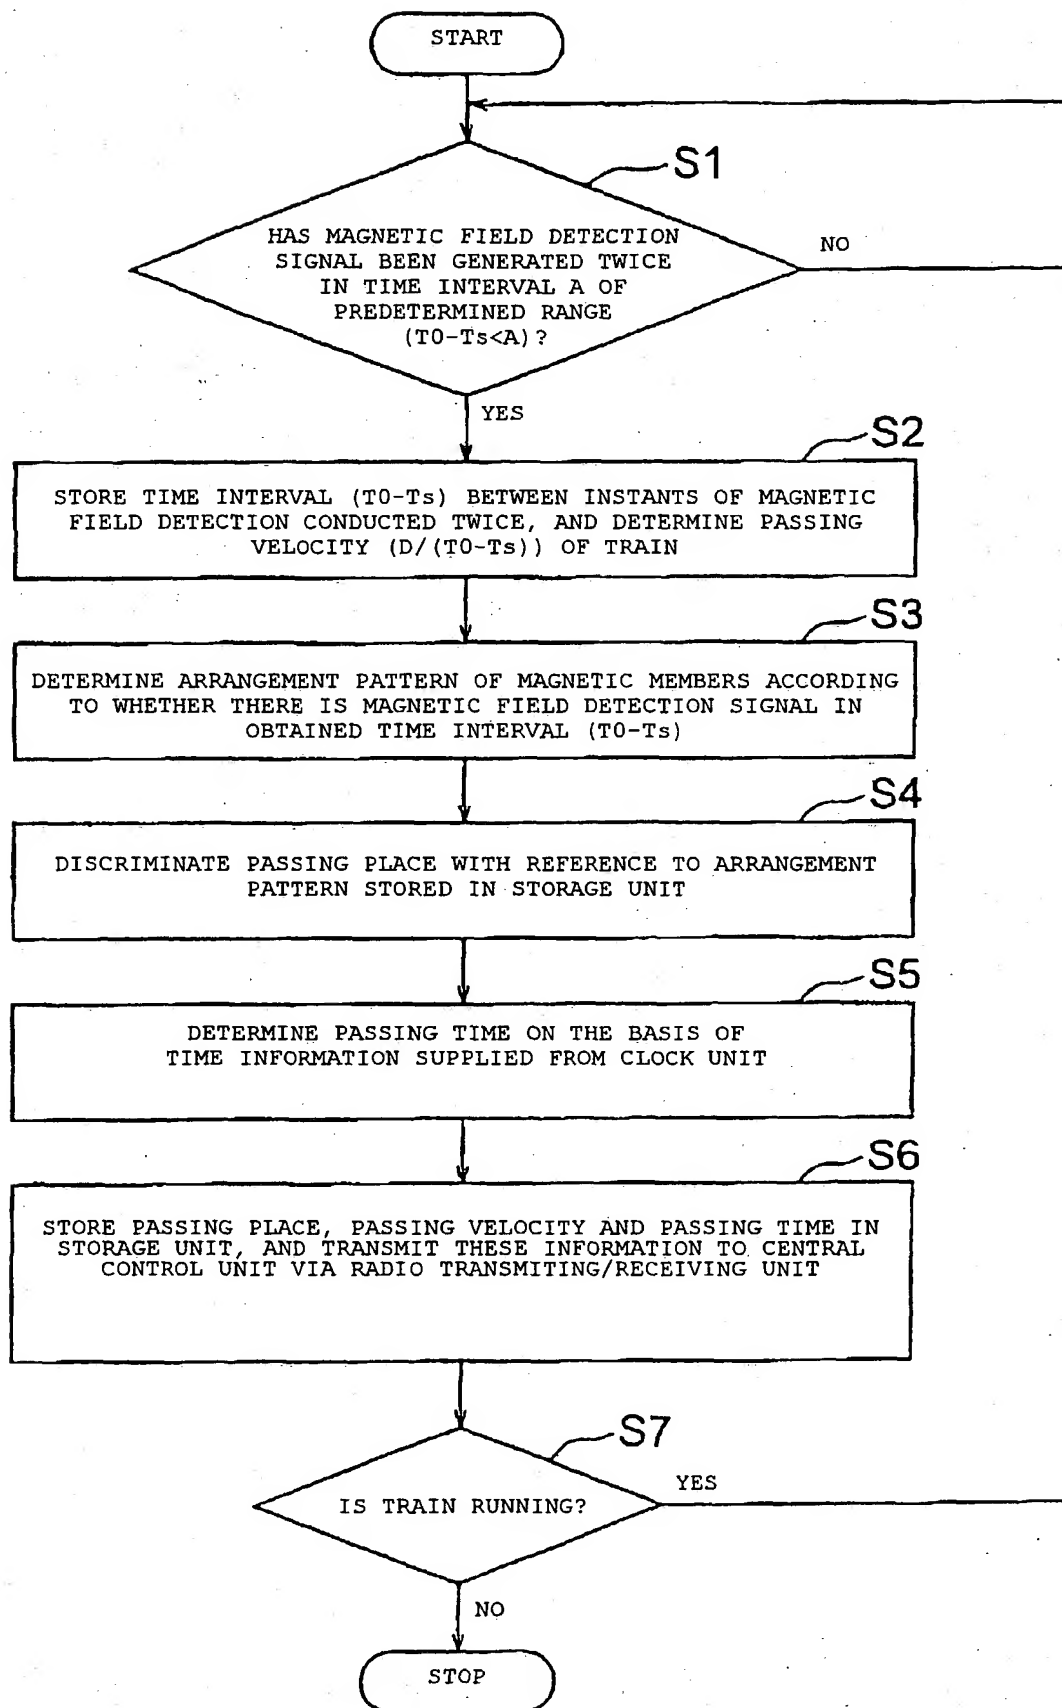 START
S1
HAS MAGNETIC FIELD DETECTION
SIGNAL BEEN GENERATED TWICE
IN TIME INTERVAL A OF
PREDETERMINED RANGE
(T0-Ts<A)?
NO
YES
S2
STORE TIME INTERVAL (T0-Ts) BETWEEN INSTANTS OF MAGNETIC
FIELD DETECTION CONDUCTED TWICE, AND DETERMINE PASSING
VELOCITY (D/(T0-Ts)) OF TRAIN
S3
DETERMINE ARRANGEMENT PATTERN OF MAGNETIC MEMBERS ACCORDING
TO WHETHER THERE IS MAGNETIC FIELD DETECTION SIGNAL IN
OBTAINED TIME INTERVAL (T0-Ts)
S4
DISCRIMINATE PASSING PLACE WITH REFERENCE TO ARRANGEMENT
PATTERN STORED IN STORAGE UNIT
S5
DETERMINE PASSING TIME ON THE BASIS OF
TIME INFORMATION SUPPLIED FROM CLOCK UNIT
S6
STORE PASSING PLACE, PASSING VELOCITY AND PASSING TIME IN
STORAGE UNIT, AND TRANSMIT THESE INFORMATION TO CENTRAL
CONTROL UNIT VIA RADIO TRANSMITING/RECEIVING UNIT
S7
IS TRAIN RUNNING?
YES
NO
STOP